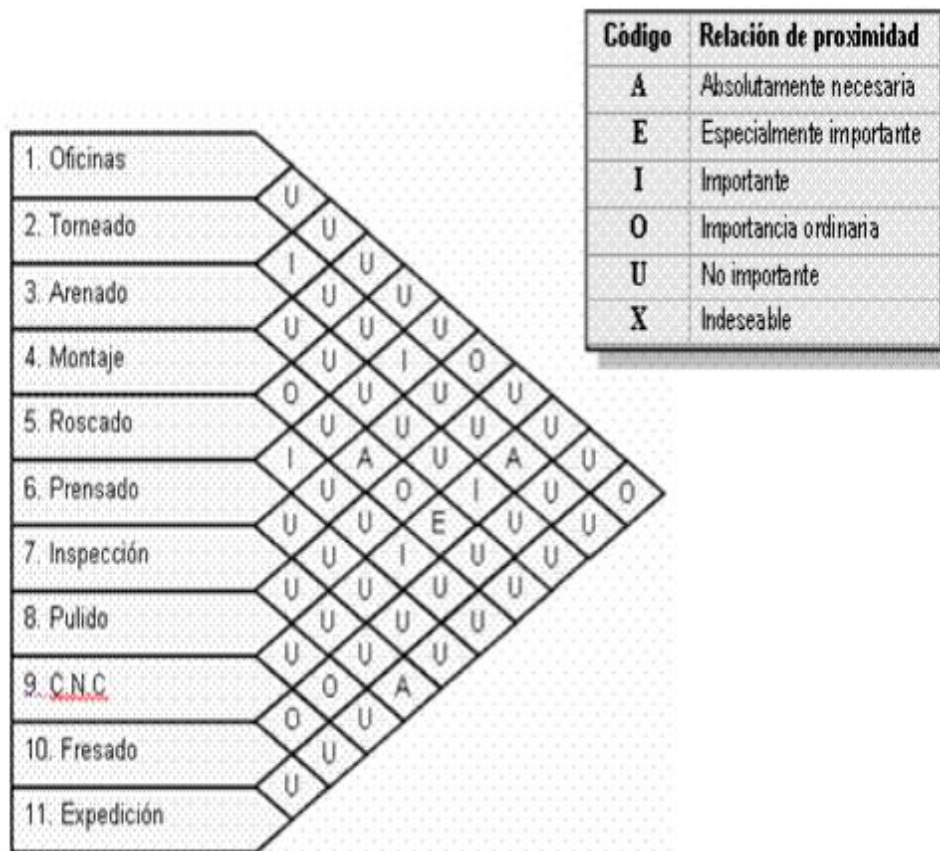 Código Relación de proximidad
A Absolutamente necesaria
E Especialmente importante
I Importante
O Importancia ordinaria
U No importante
X Indeseable
1. Oficinas
U
2. Torneado U
I U
3. Arenado U U
U U U
4. Montaje U I O
O U U U
5. Roscado U U U U
I A U A U
6. Prensado U O I U O
U U E U U
7. Inspección U I U U
U U U U
8. Pulido U U U
U U U
9. C.N.C O A
O U
10. Fresado U
U
11. Expedición